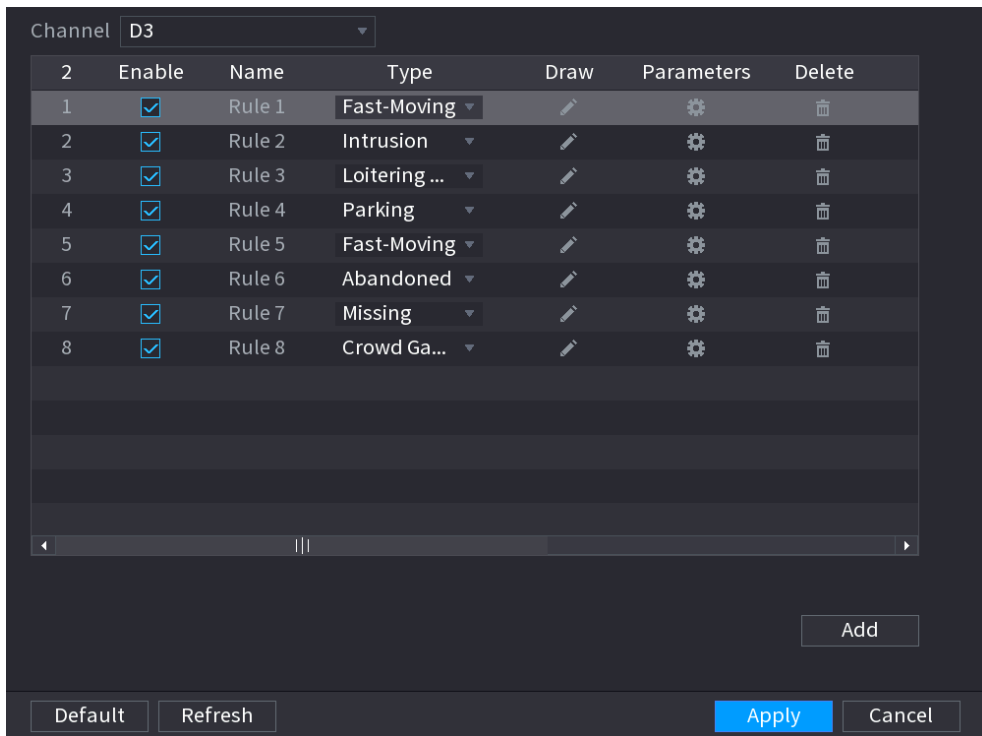 Channel D3
2 Enable Name Type Draw Parameters Delete
1 Rule 1 Fast-Moving
2 Rule 2 Intrusion
3 Rule 3 Loitering ...
4 Rule 4 Parking
5 Rule 5 Fast-Moving
6 Rule 6 Abandoned
7 Rule 7 Missing
8 Rule 8 Crowd Ga...
Add
Default Refresh Apply Cancel